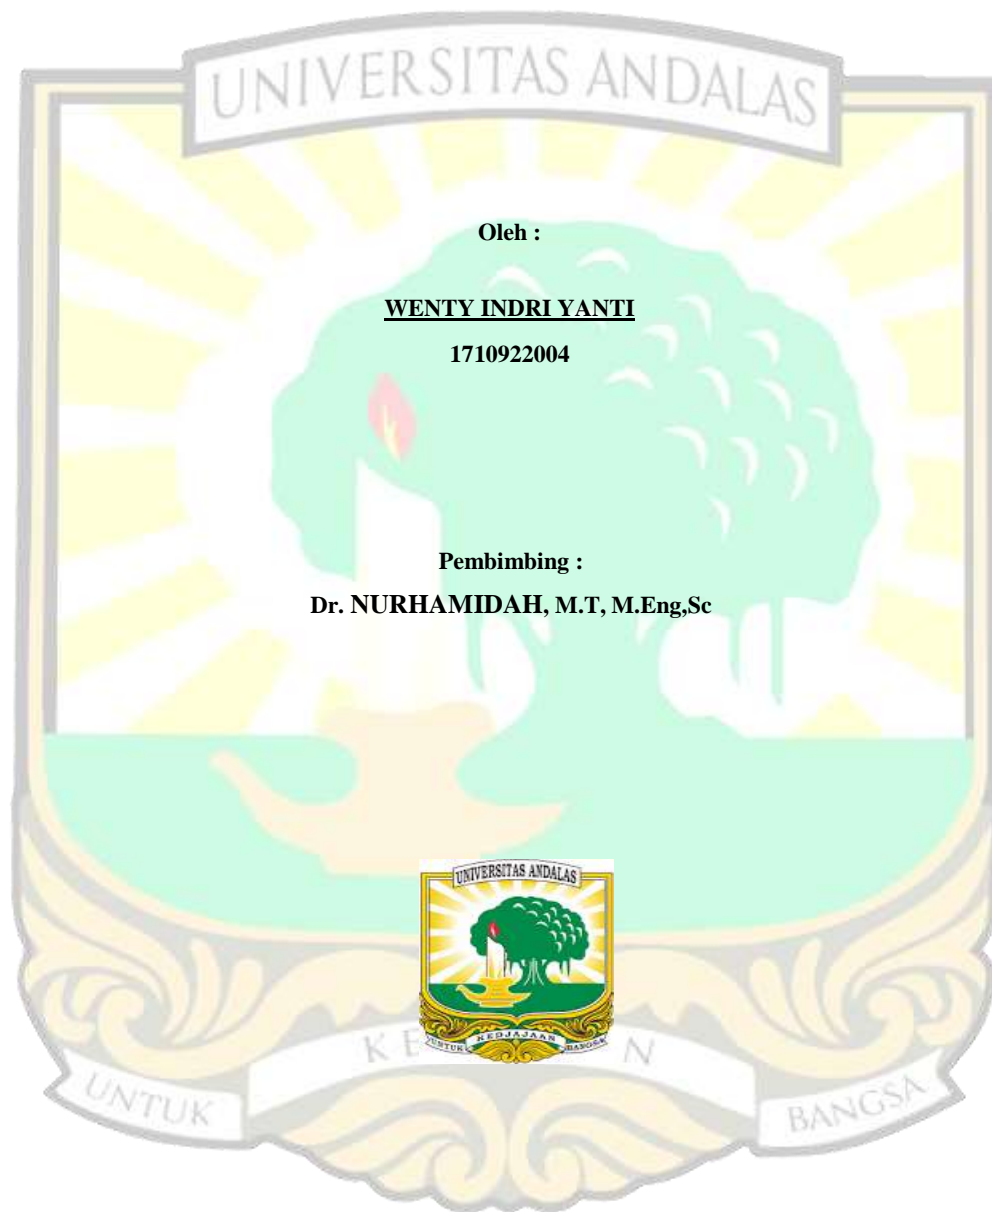 UNIVERSITAS ANDALAS
Oleh :
WENTY INDRI YANTI
1710922004
Pembimbing :
Dr. NURHAMIDAH, M.T, M.Eng,Sc
UNIVERSITAS ANDALAS
UNTUK KEDJAJAAN BANGSA
UNTUK BANGSA